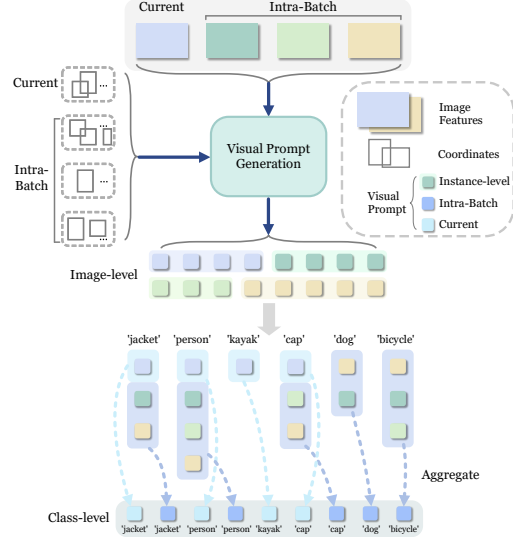 Current
Intra-Batch
Current
...
...
Intra-
Batch
...
...
Visual Prompt
Generation
Image
Features
Coordinates
Visual
Prompt
Instance-level
Intra-Batch
Current
Image-level
'jacket' 'person' 'kayak' 'cap' 'dog' 'bicycle'
Aggregate
Class-level
'jacket' 'jacket' 'person' 'person' 'kayak' 'cap' 'cap' 'dog' 'bicycle'